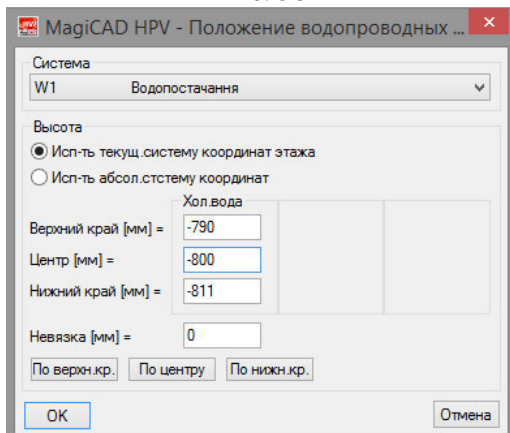 MagiCAD HPV - Положение водопроводных ...
Система
W1 Водопостачання
Высота
Исп-ть текущ.систему координат этажа
Исп-ть абсол.стстему координат
Хол.вода
Верхний край [мм] = -790
Центр [мм] = -800
Нижний край [мм] = -811
Невязка [мм] = 0
По верхн.кр. По центру По нижн.кр.
OK Отмена